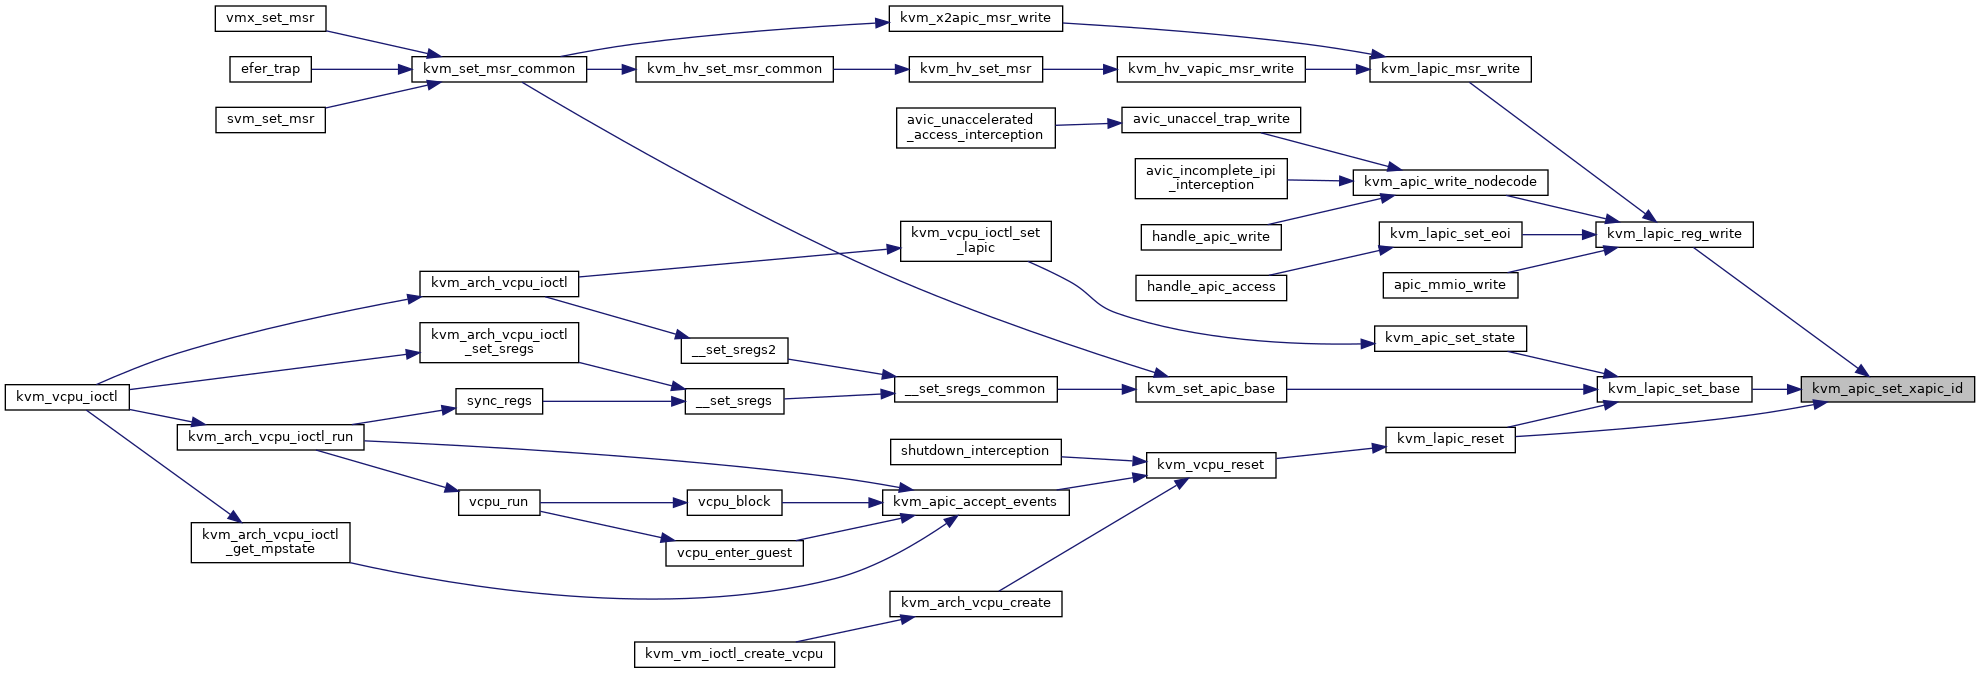 vmx_set_msr
kvm_x2apic_msr_write
efer_trap
kvm_set_msr_common
kvm_hv_set_msr_common
kvm_hv_set_msr
kvm_hv_vapic_msr_write
kvm_lapic_msr_write
svm_set_msr
avic_unaccelerated
_access_interception
avic_unaccel_trap_write
avic_incomplete_ipi
_interception
kvm_apic_write_nodecode
kvm_vcpu_ioctl_set
_lapic
handle_apic_write
kvm_lapic_set_eoi
kvm_lapic_reg_write
kvm_arch_vcpu_ioctl
handle_apic_access
apic_mmio_write
kvm_arch_vcpu_ioctl
_set_sregs
__set_sregs2
kvm_apic_set_state
kvm_vcpu_ioctl
sync_regs
__set_sregs
__set_sregs_common
kvm_set_apic_base
kvm_lapic_set_base
kvm_apic_set_xapic_id
kvm_arch_vcpu_ioctl_run
shutdown_interception
kvm_vcpu_reset
kvm_lapic_reset
vcpu_run
vcpu_block
kvm_apic_accept_events
kvm_arch_vcpu_ioctl
_get_mpstate
vcpu_enter_guest
kvm_arch_vcpu_create
kvm_vm_ioctl_create_vcpu